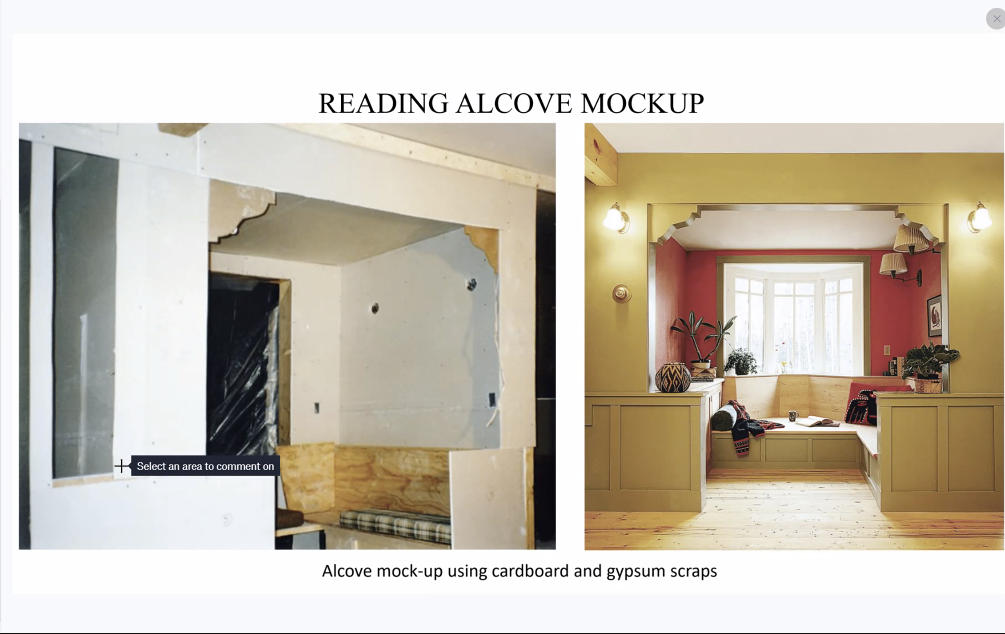 READING ALCOVE MOCKUP
Select an area to comment on
Alcove mock-up using cardboard and gypsum scraps